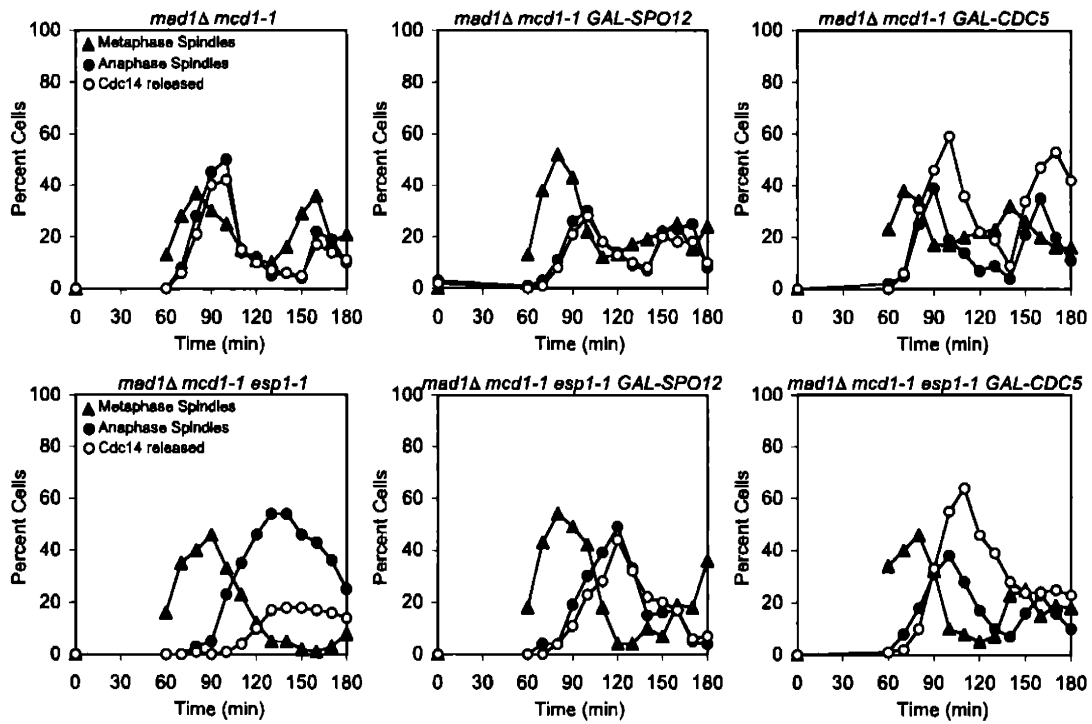 mad1Δ mcd1-1
100
80
60
40
20
0
Percent Cells
Metaphase Spindles
Anaphase Spindles
Cdc14 released
0 30 60 90 120 150 180
Time (min)
mad1Δ mcd1-1 GAL-SPO12
100
80
60
40
20
0
Percent Cells
0 30 60 90 120 150 180
Time (min)
mad1Δ mcd1-1 GAL-CDC5
100
80
60
40
20
0
Percent Cells
0 30 60 90 120 150 180
Time (min)
mad1Δ mcd1-1 esp1-1
100
80
60
40
20
0
Percent Cells
Metaphase Spindles
Anaphase Spindles
Cdc14 released
0 30 60 90 120 150 180
Time (min)
mad1Δ mcd1-1 esp1-1 GAL-SPO12
100
80
60
40
20
0
Percent Cells
0 30 60 90 120 150 180
Time (min)
mad1Δ mcd1-1 esp1-1 GAL-CDC5
100
80
60
40
20
0
Percent Cells
0 30 60 90 120 150 180
Time (min)